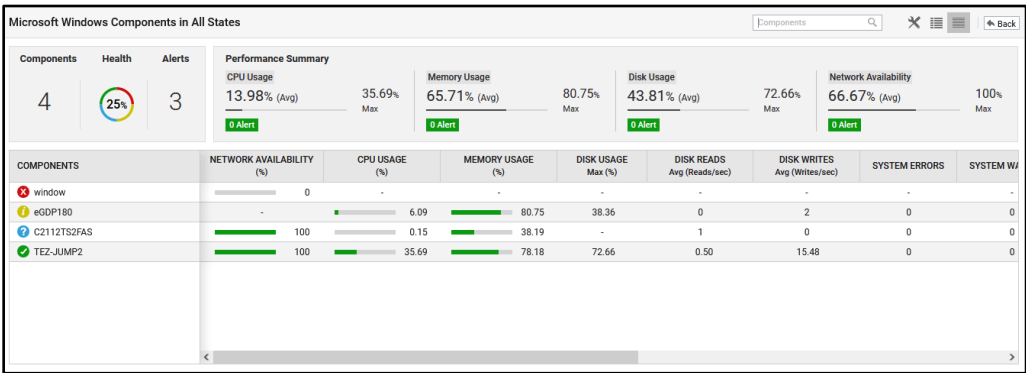 Microsoft Windows Components in All States
Components
Back
Components Health Alerts
4 25% 3
Performance Summary
CPU Usage
13.98% (Avg) 35.69% Max
0 Alert
Memory Usage
65.71% (Avg) 80.75% Max
0 Alert
Disk Usage
43.81% (Avg) 72.66% Max
0 Alert
Network Availability
66.67% (Avg) 100% Max
0 Alert
COMPONENTS NETWORK AVAILABILITY (%) CPU USAGE (%) MEMORY USAGE (%) DISK USAGE Max (%) DISK READS Avg (Reads/sec) DISK WRITES Avg (Writes/sec) SYSTEM ERRORS SYSTEM WA
window 0 - - - - - - -
eGDP180 - 6.09 80.75 38.36 0 2 0 0
C2112TS2FAS 100 0.15 38.19 - 1 0 0 0
TEZ-JUMP2 100 35.69 78.18 72.66 0.50 15.48 0 0